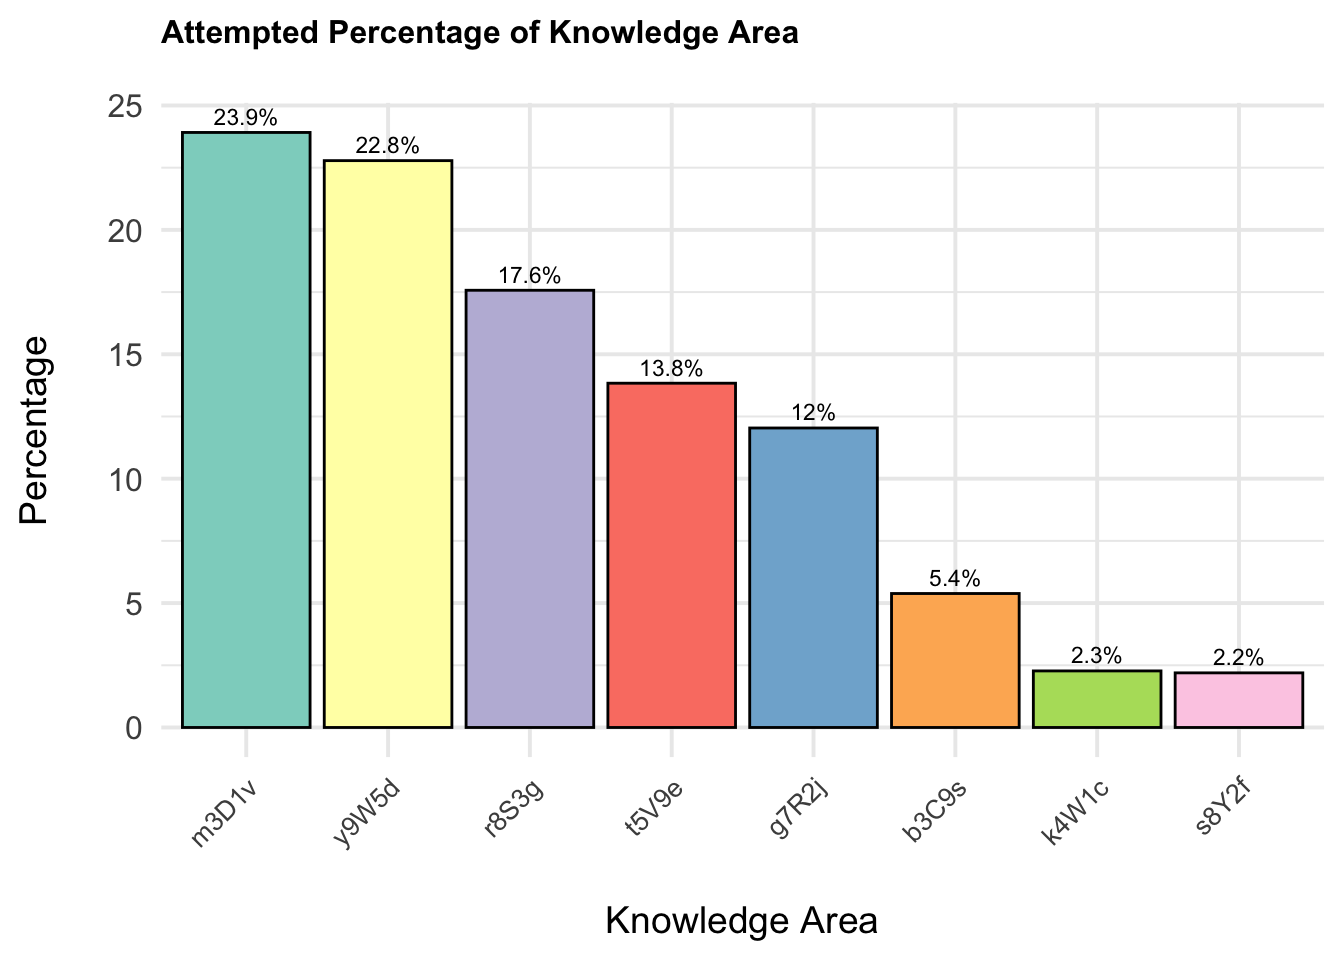 Attempted Percentage of Knowledge Area
25
20
15
10
5
0
Percentage
23.9%
22.8%
17.6%
13.8%
12%
5.4%
2.3%
2.2%
m3D1v
y9W5d
r8S3g
t5V9e
g7R2j
b3C9s
k4W1c
s8Y2f
Knowledge Area